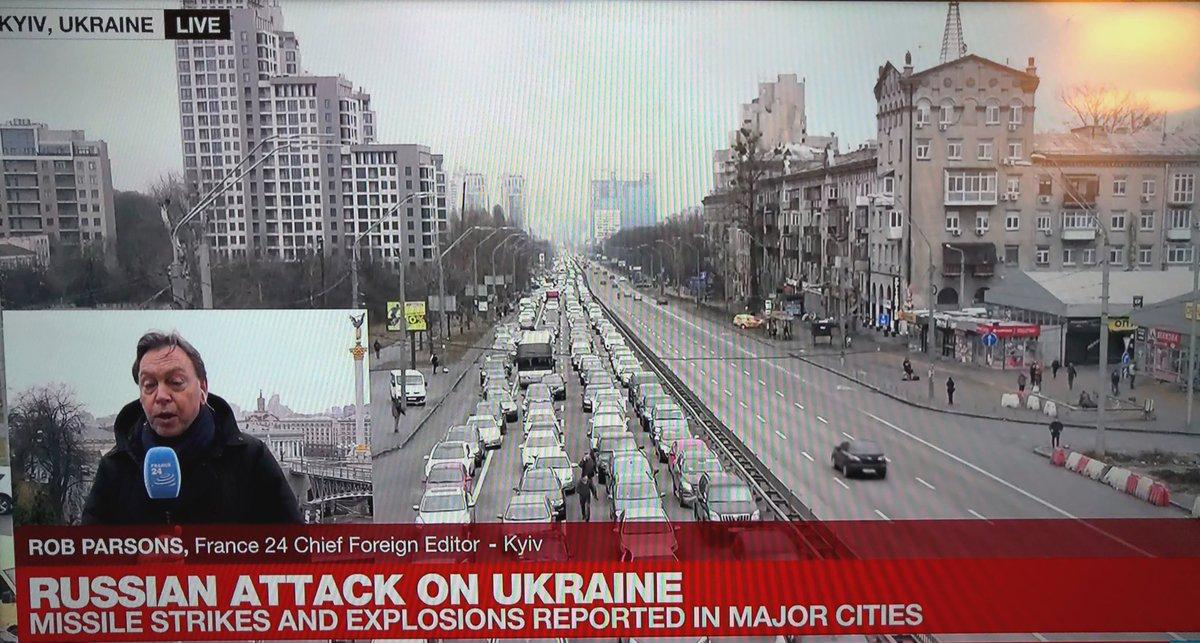 KYIV, UKRAINE LIVE
FRANCE
24
ROB PARSONS, France 24 Chief Foreign Editor - Kyiv
RUSSIAN ATTACK ON UKRAINE
MISSILE STRIKES AND EXPLOSIONS REPORTED IN MAJOR CITIES